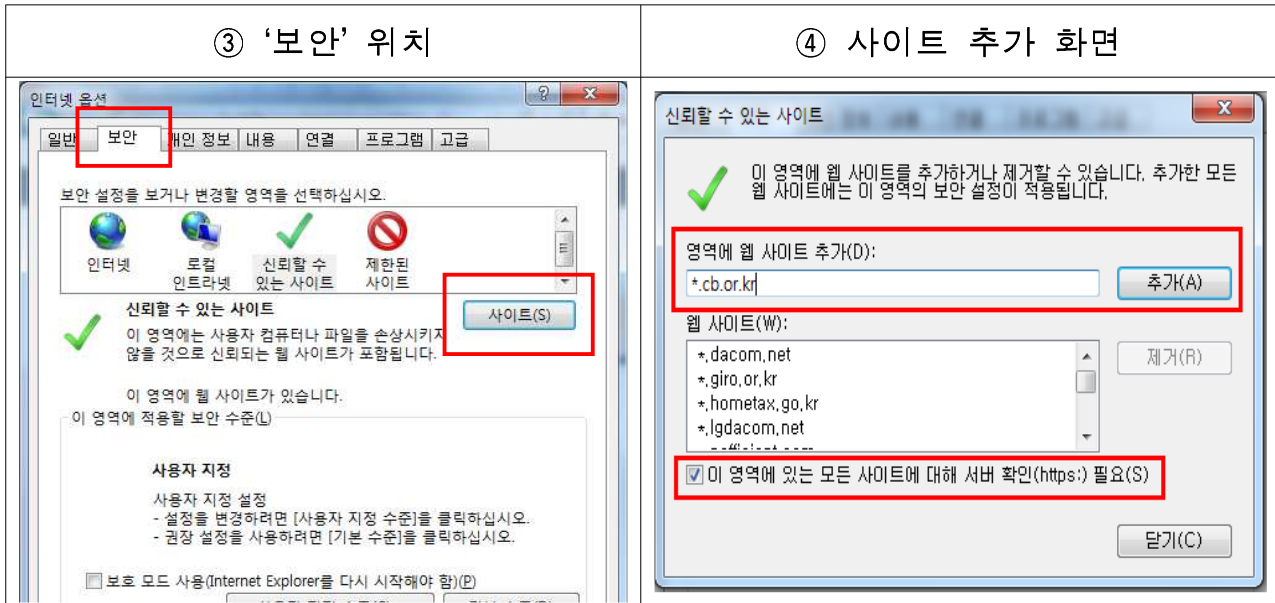 ③ ‘보안’ 위치
④ 사이트 추가 화면
인터넷 옵션
일반 보안 개인 정보 내용 연결 프로그램 고급
보안 설정을 보거나 변경할 영역을 선택하십시오.
인터넷
로컬
인트라넷
신뢰할 수
있는 사이트
제한된
사이트
신뢰할 수 있는 사이트
사이트(S)
이 영역에는 사용자 컴퓨터나 파일을 손상시키지
않을 것으로 신뢰되는 웹 사이트가 포함됩니다.
이 영역에 웹 사이트가 있습니다.
이 영역에 적용할 보안 수준(L)
사용자 지정
사용자 지정 설정
- 설정을 변경하려면 [사용자 지정 수준]을 클릭하십시오.
- 권장 설정을 사용하려면 [기본 수준]을 클릭하십시오.
보호 모드 사용(Internet Explorer를 다시 시작해야 함)(P)
신뢰할 수 있는 사이트
이 영역에 웹 사이트를 추가하거나 제거할 수 있습니다. 추가한 모든
웹 사이트에는 이 영역의 보안 설정이 적용됩니다.
영역에 웹 사이트 추가(D):
*.cb.or.kr
추가(A)
웹 사이트(W):
*.dacom.net
*.giro.or.kr
*.hometax.go.kr
*.lgdacom.net
제거(R)
이 영역에 있는 모든 사이트에 대해 서버 확인(https:) 필요(S)
닫기(C)